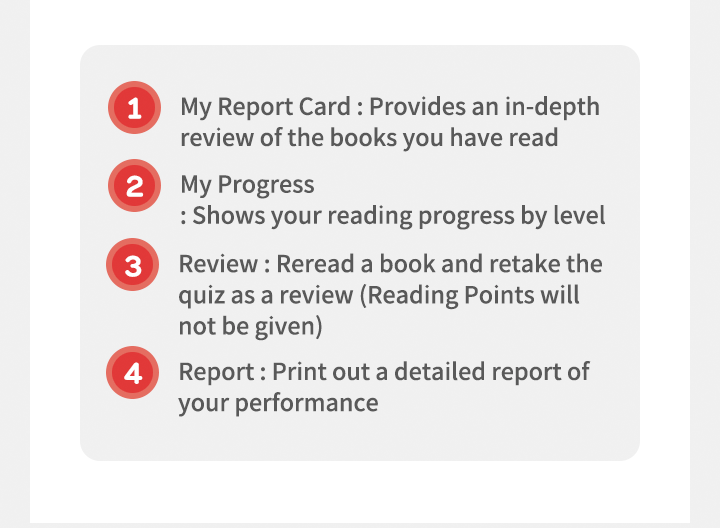 1 My Report Card : Provides an in-depth
review of the books you have read
2 My Progress
: Shows your reading progress by level
3 Review : Reread a book and retake the
quiz as a review (Reading Points will
not be given)
4 Report : Print out a detailed report of
your performance